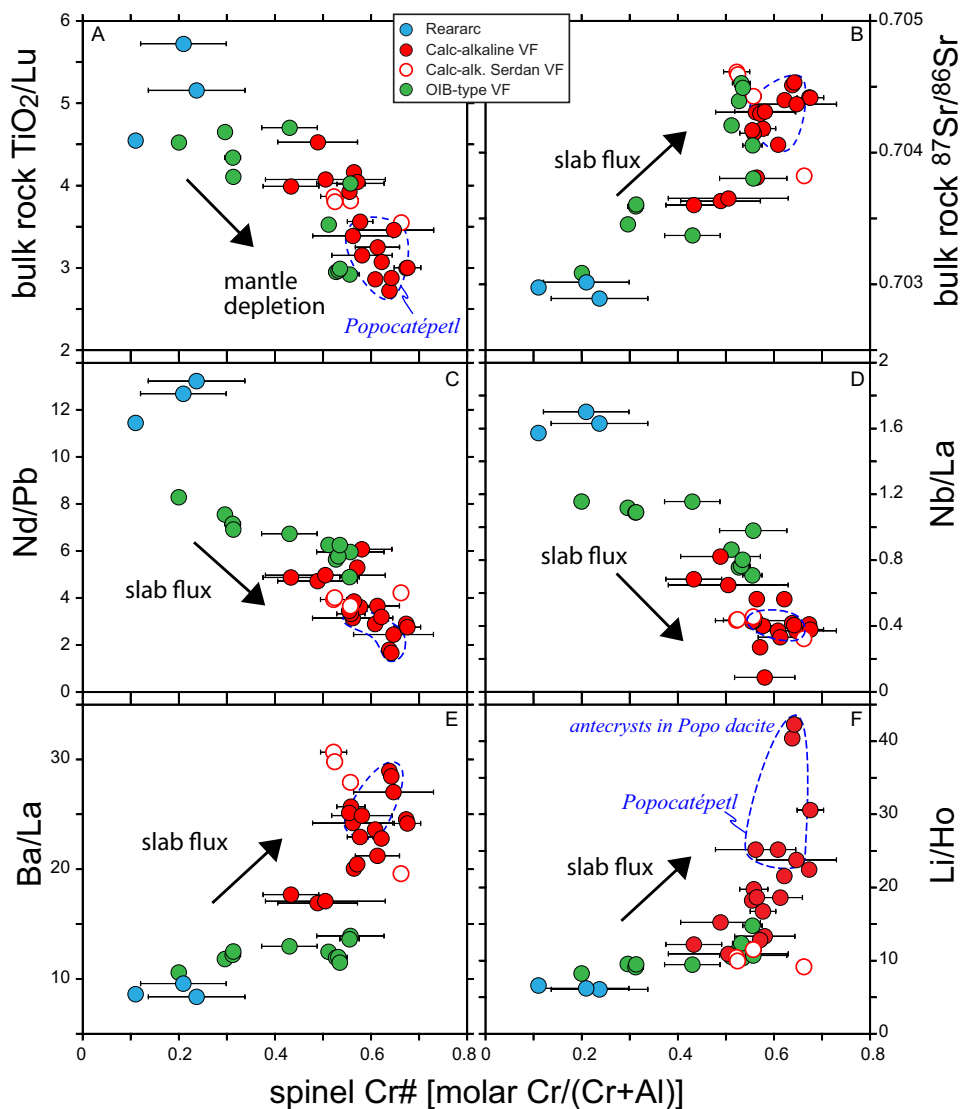 Reararc
Calc-alkaline VF
Calc-alk. Serdan VF
OIB-type VF
A
6
5
4
3
2
bulk rock TiO2/Lu
mantle
depletion
Popocatépetl
B
0.705
0.704
0.703
bulk rock 87Sr/86Sr
slab flux
C
12
10
8
6
4
2
0
Nd/Pb
slab flux
D
2
1.6
1.2
0.8
0.4
0
Nb/La
slab flux
E
30
20
10
Ba/La
slab flux
F
antecrysts in Popo dacite
Popocatépetl
slab flux
40
30
20
10
0
Li/Ho
0 0.2 0.4 0.6 0.8
0 0.2 0.4 0.6 0.8
spinel Cr# [molar Cr/(Cr+Al)]